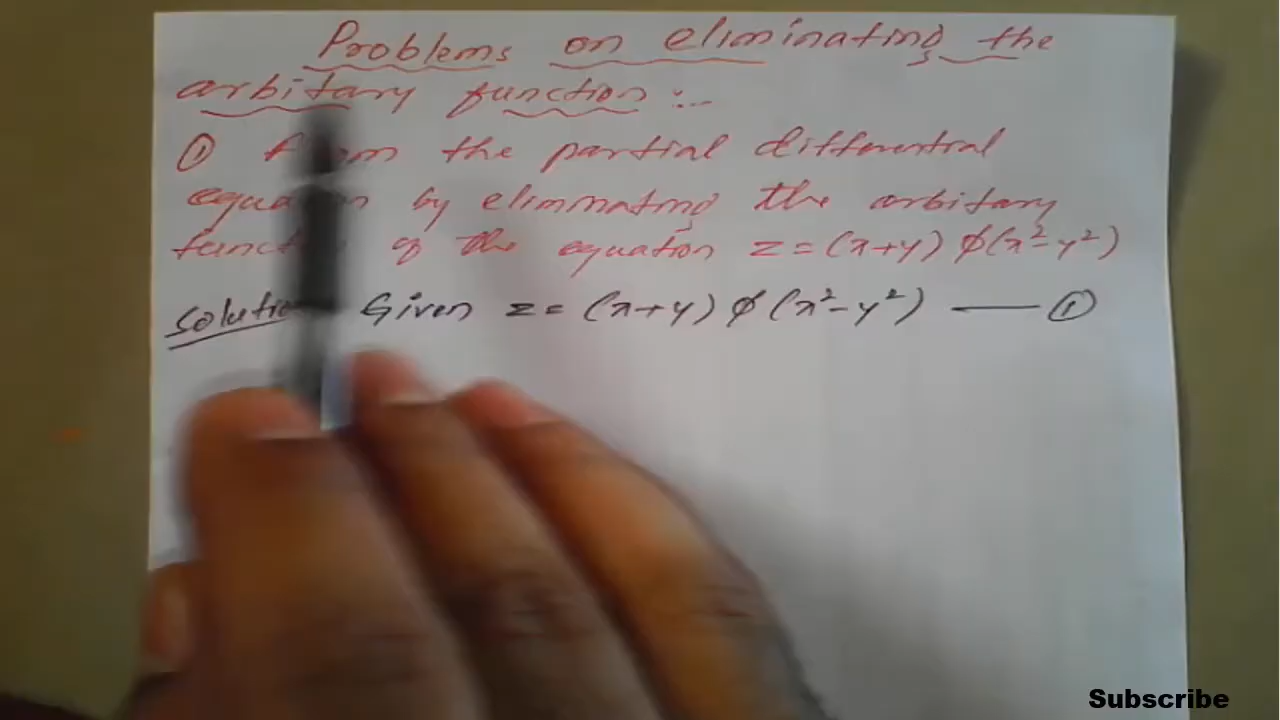 Problems on eliminating the
arbitary function :-
① the partial differential
by eliminating the arbitary
of the equation z = (x+y) ϕ(x²-y²)
Given z = (x+y) ϕ(x²-y²) — ①
Subscribe